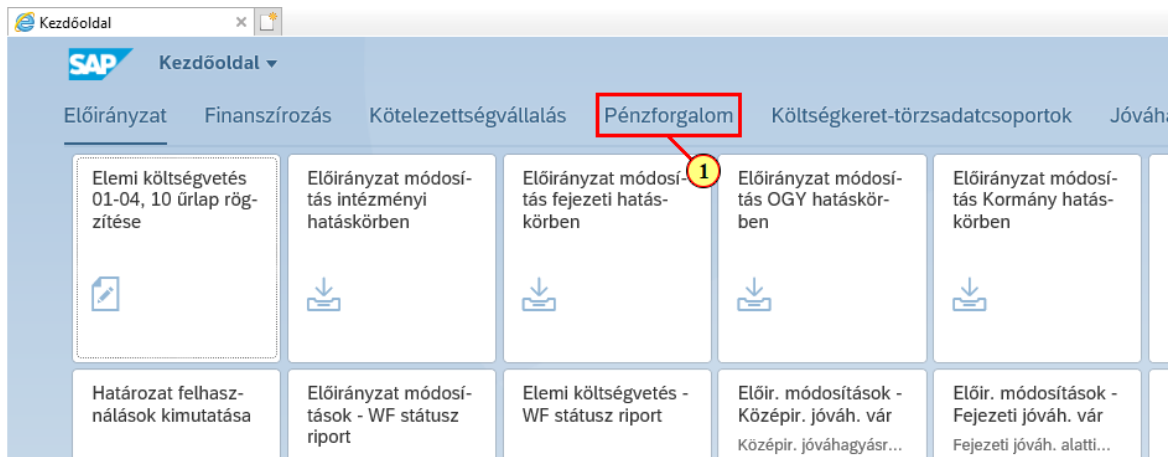 Kezdőoldal
SAP Kezdőoldal
Előirányzat Finanszírozás Kötelezettségvállalás Pénzforgalom Költségkeret-törzsadatcsoportok Jóváha
1
Elemi költségvetés
01-04, 10 űrlap rög-
zítése
Előirányzat módosí-
tás intézményi
hatáskörben
Előirányzat módosí-
tás fejezeti hatás-
körben
Előirányzat módosí-
tás OGY hatáskör-
ben
Előirányzat módosí-
tás Kormány hatás-
körben
Határozat felhasz-
nálások kimutatása
Előirányzat módosí-
tások - WF státusz
riport
Elemi költségvetés -
WF státusz riport
Előir. módosítások -
Középir. jóváh. vár
Középir. jóváhagyásr...
Előir. módosítások -
Fejezeti jóváh. vár
Fejezeti jóváh. alatti...